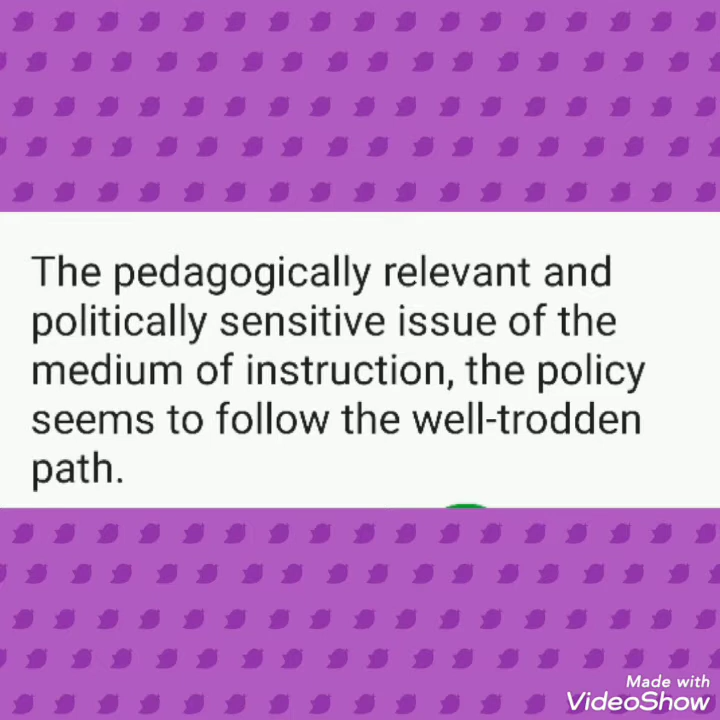 The pedagogically relevant and
politically sensitive issue of the
medium of instruction, the policy
seems to follow the well-trodden
path.
Made with
VideoShow